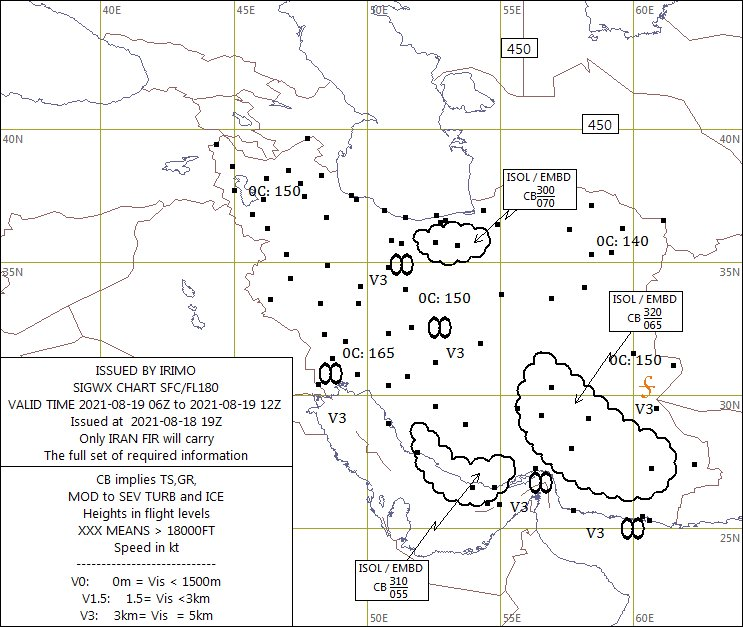 40E
45E
50E
55E
60E
450
450
40N
40N
ISOL / EMBD
CB 300
070
0C: 150
0C: 140
35N
35N
V3
0C: 150
ISOL / EMBD
CB 320
065
0C: 165
V3
0C: 150
ISSUED BY IRIMO
SIGWX CHART SFC/FL180
VALID TIME 2021-08-19 06Z to 2021-08-19 12Z
Issued at 2021-08-18 19Z
Only IRAN FIR will carry
The full set of required information
V3
V3
30N
CB implies TS,GR,
MOD to SEV TURB and ICE
Heights in flight levels
XXX MEANS > 18000FT
Speed in kt
---------------------------
V0: 0m = Vis < 1500m
V1.5: 1.5= Vis <3km
V3: 3km= Vis = 5km
V3
V3
25N
ISOL / EMBD
CB 310
055
50E
55E
60E